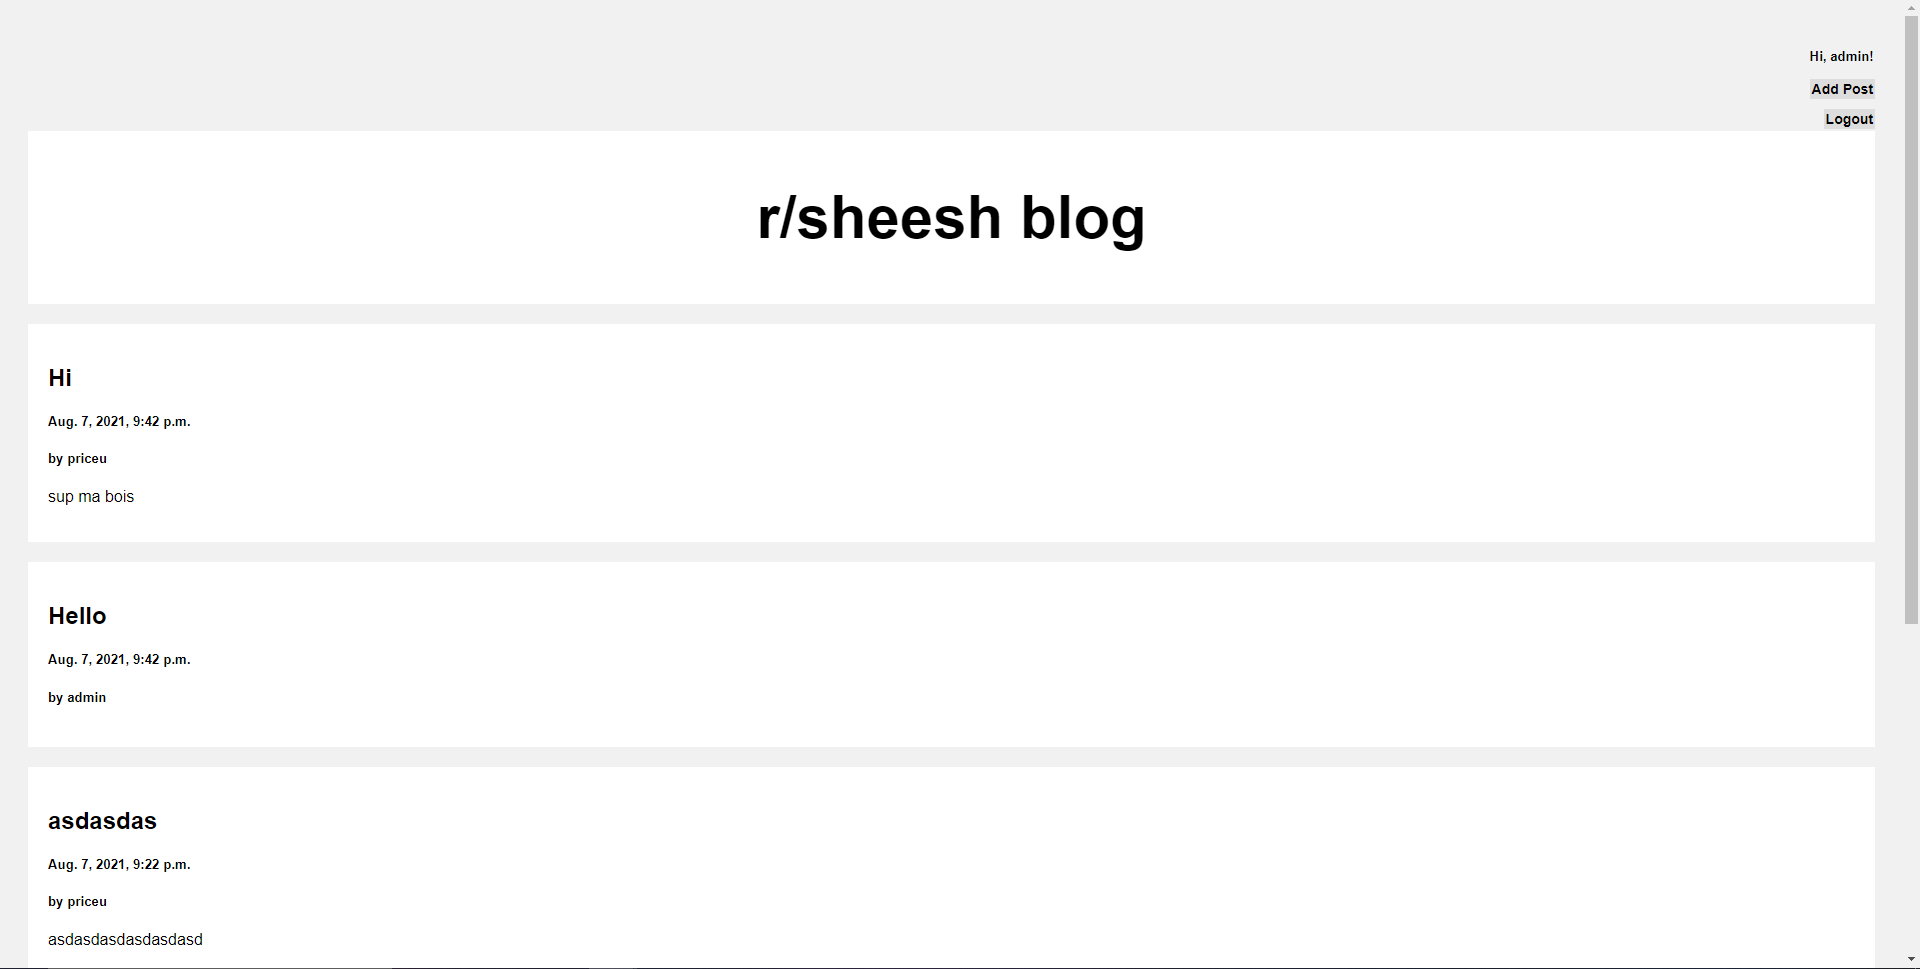 Hi, admin!
Add Post
Logout
r/sheesh blog
Hi
Aug. 7, 2021, 9:42 p.m.
by priceu
sup ma bois
Hello
Aug. 7, 2021, 9:42 p.m.
by admin
asdasdas
Aug. 7, 2021, 9:22 p.m.
by priceu
asdasdasdasdasdasd